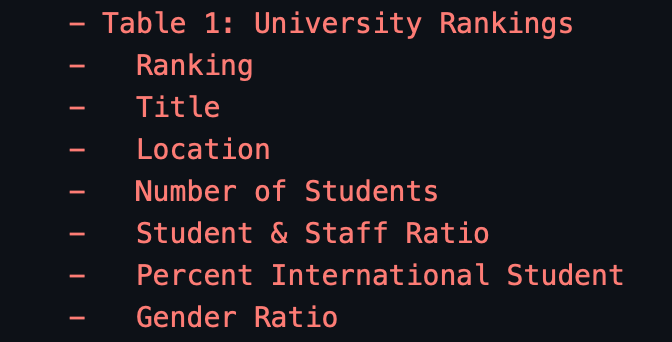 - Table 1: University Rankings
-   Ranking
-   Title
-   Location
-   Number of Students
-   Student & Staff Ratio
-   Percent International Student
-   Gender Ratio